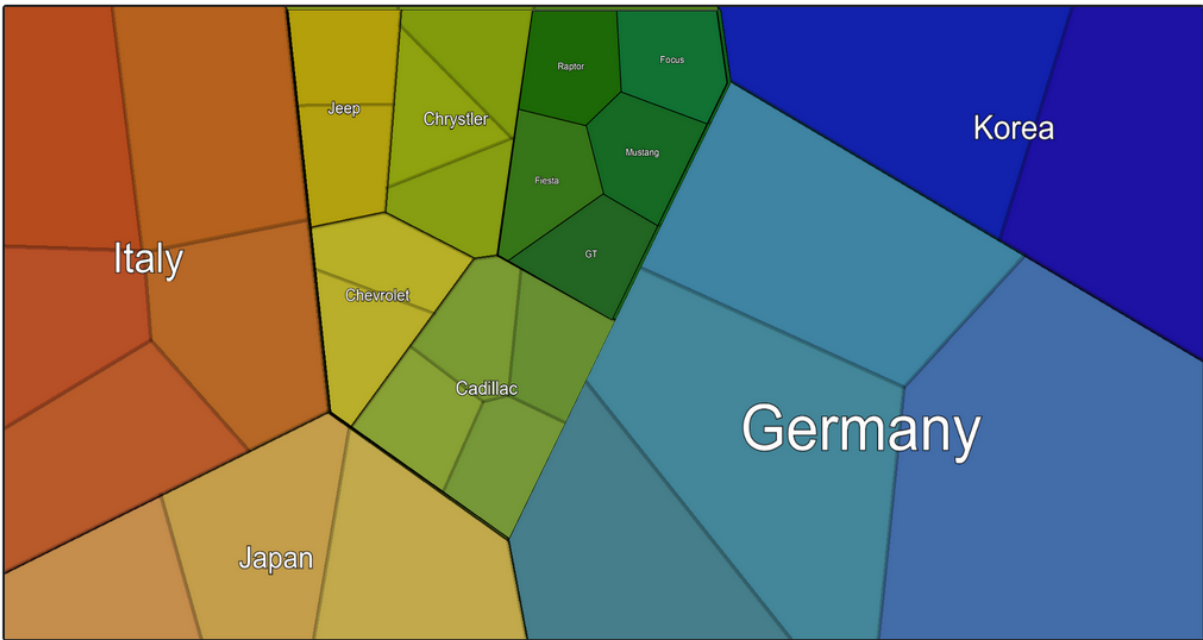 Raptor
Focus
Jeep
Chrystler
Korea
Mustang
Fiesta
Italy
GT
Chevrolet
Cadillac
Germany
Japan